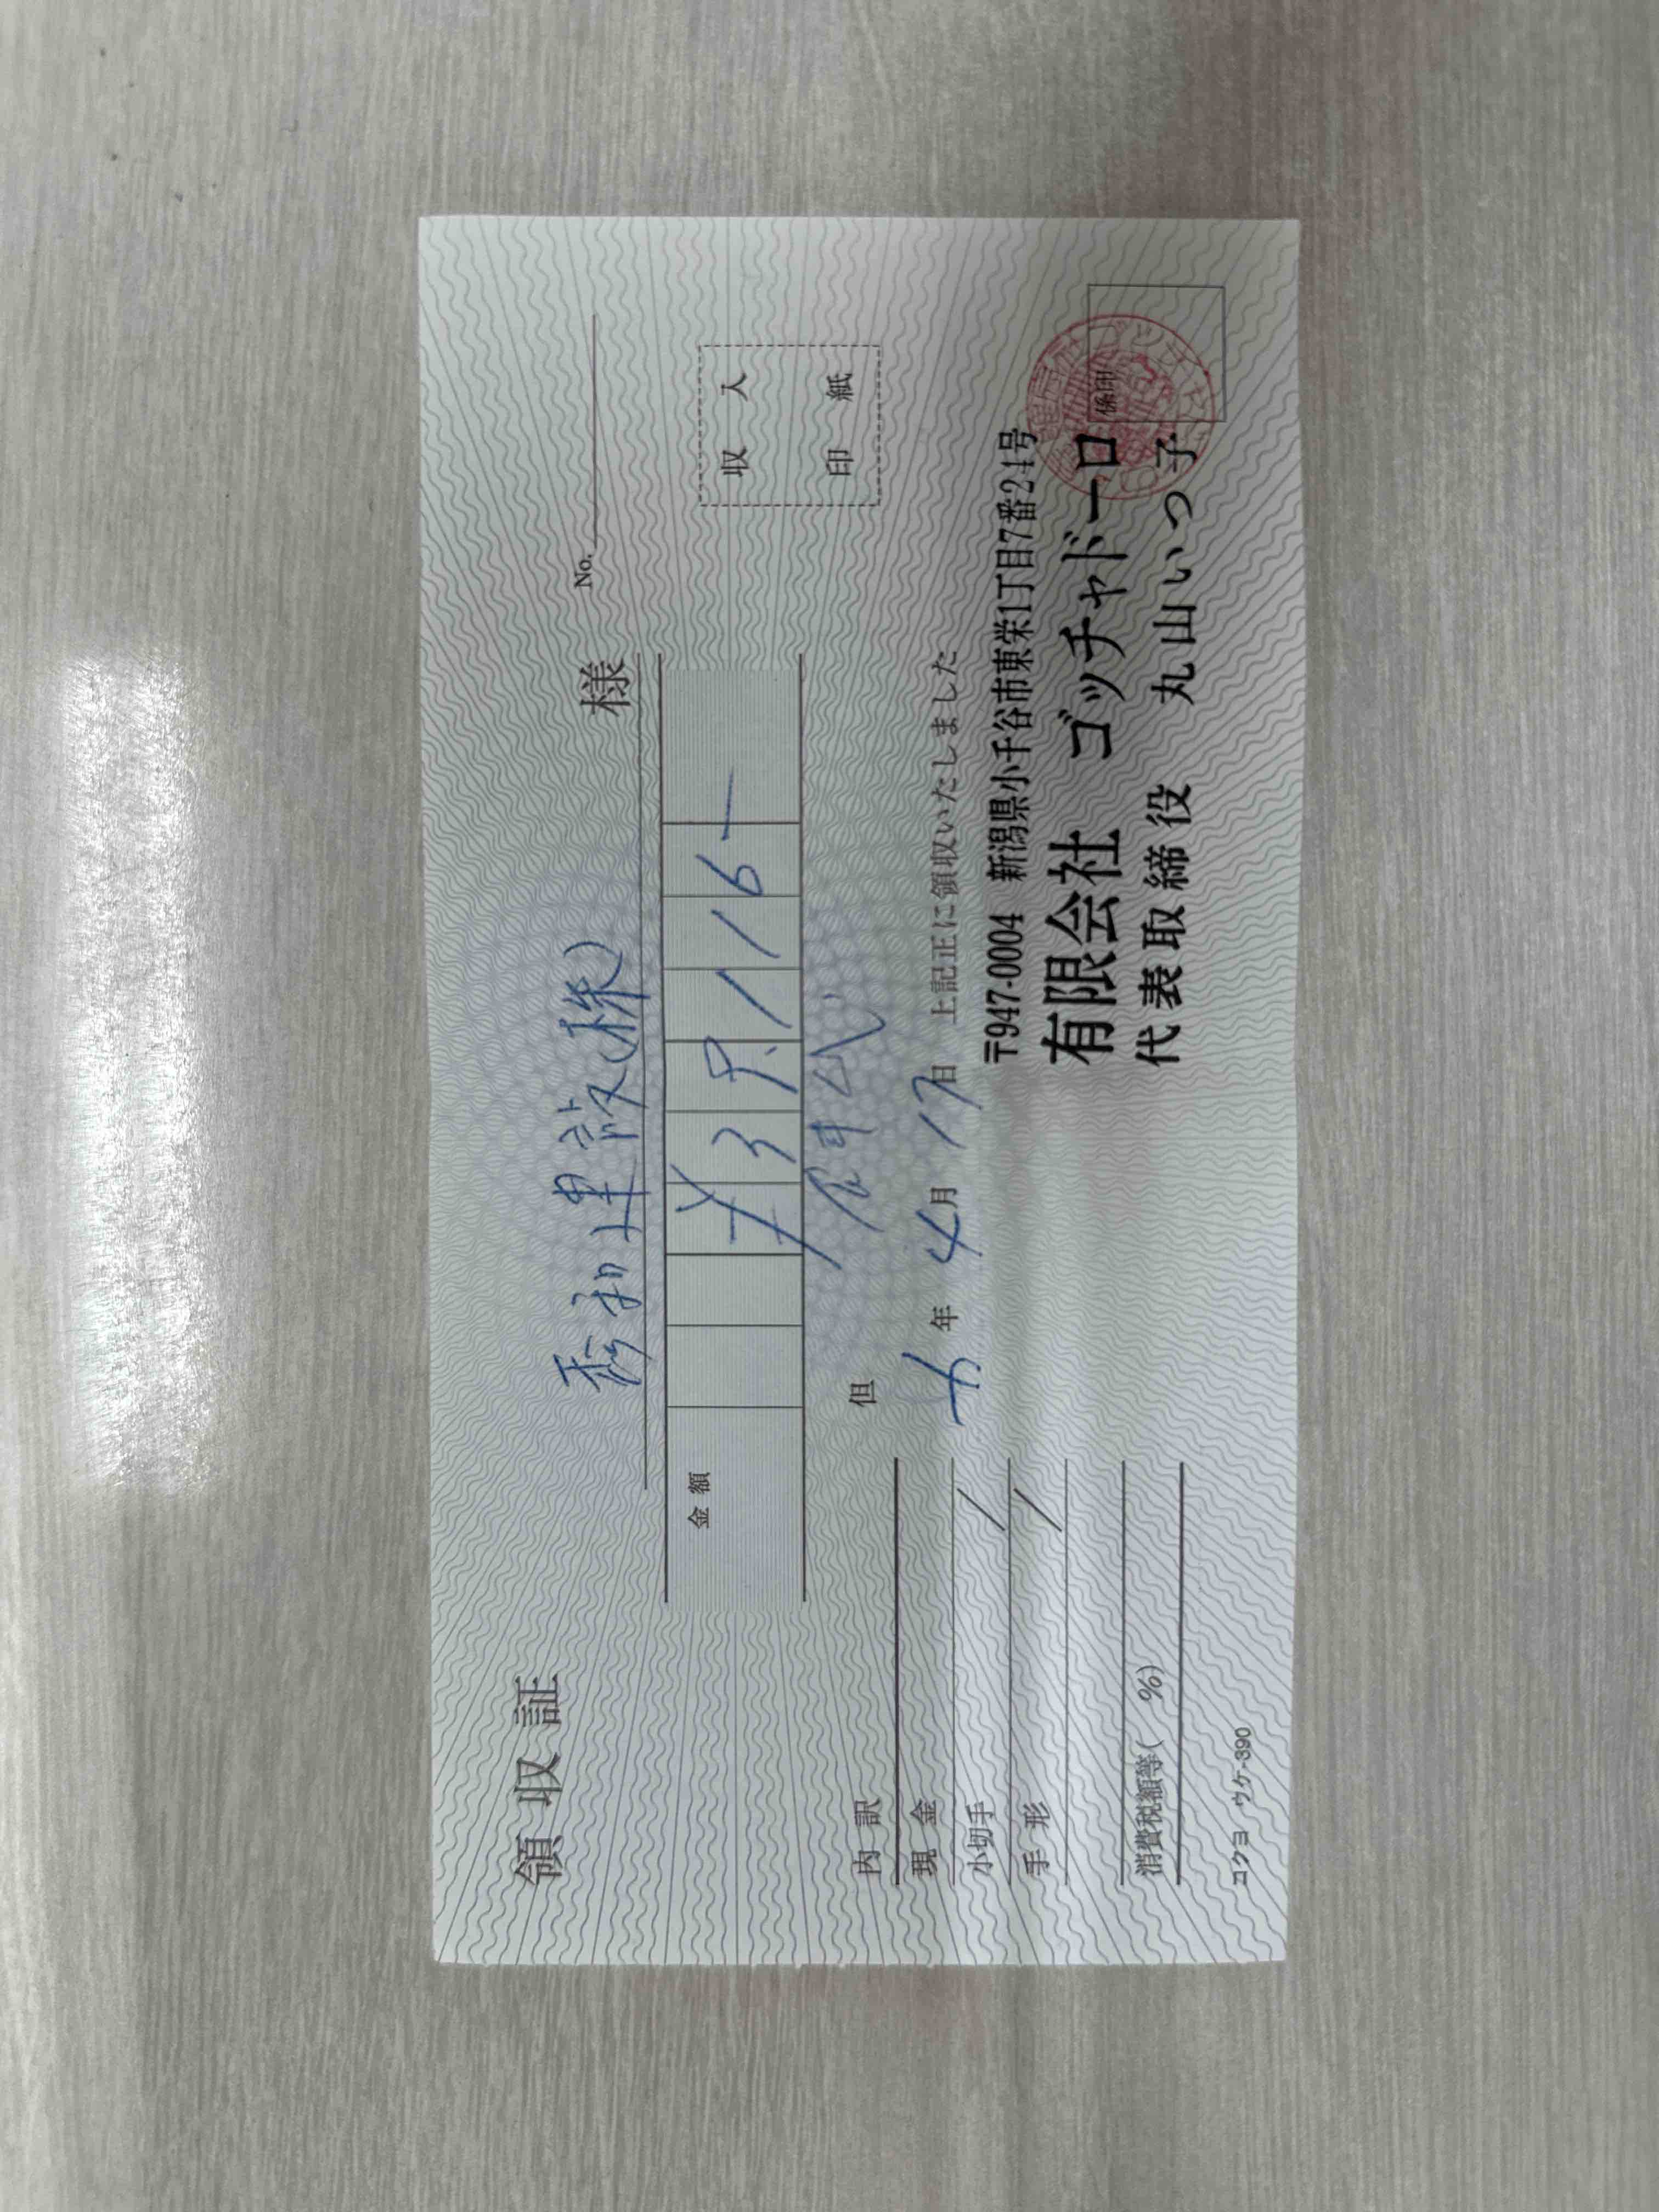 領収証
No.
秀和建設(株) 様
金額 ¥39,116-
収入
印紙
但 食事代
6年 4月 17日 上記正に領収いたしました
内訳
現金
小切手 /
手形 /
消費税額等( %)
コクヨ ウケ-390
〒947-0004 新潟県小千谷市東栄1丁目7番24号
有限会社 ゴッチャドーロ
代表取締役 丸山いつ子
係印